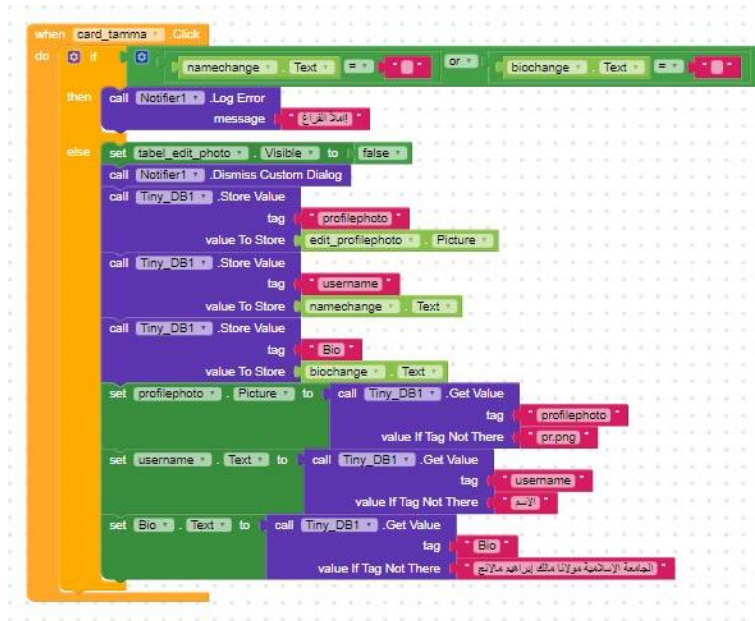 when card_tamma .Click
do if namechange . Text = " " or biochange . Text = " "
then call Notifier1 .Log Error
message " املأ الفراغ! "
else set tabel_edit_photo . Visible to false
call Notifier1 .Dismiss Custom Dialog
call Tiny_DB1 .Store Value
tag " profilephoto "
value To Store edit_profilephoto . Picture
call Tiny_DB1 .Store Value
tag " username "
value To Store namechange . Text
call Tiny_DB1 .Store Value
tag " Bio "
value To Store biochange . Text
set profilephoto . Picture to call Tiny_DB1 .Get Value
tag " profilephoto "
value If Tag Not There " pr.png "
set username . Text to call Tiny_DB1 .Get Value
tag " username "
value If Tag Not There " الاسم "
set Bio . Text to call Tiny_DB1 .Get Value
tag " Bio "
value If Tag Not There " الجامعة الإسلامية مولانا مالك إبراهيم مالانج "